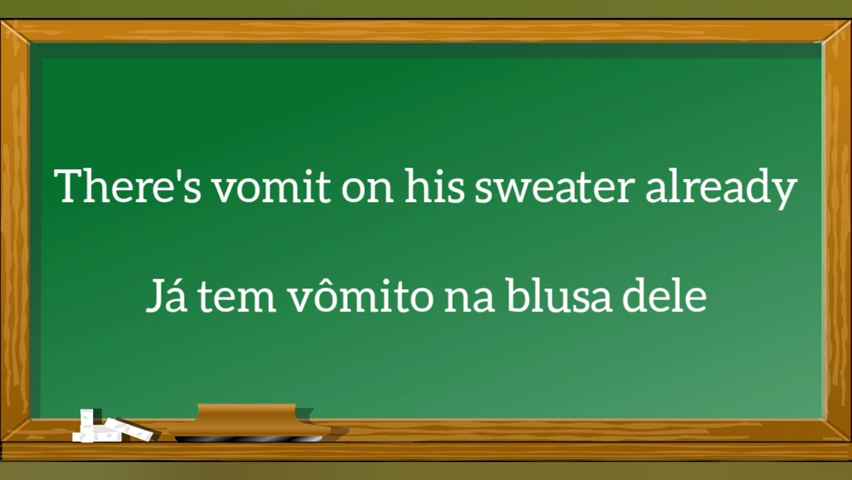 There's vomit on his sweater already
Já tem vômito na blusa dele